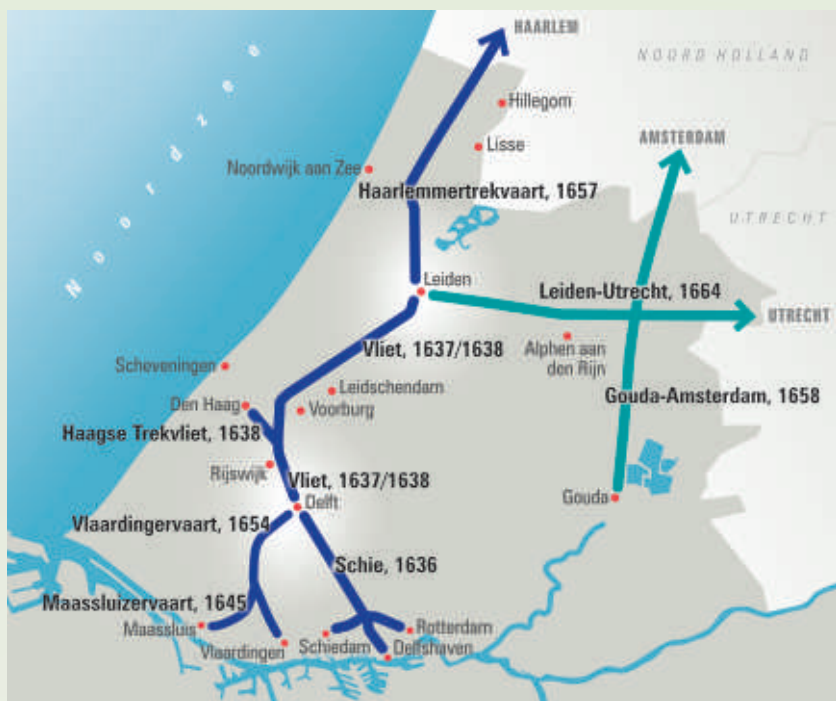 HAARLEM
NOORD HOLLAND
Hillegom
AMSTERDAM
Lisse
Noordwijk aan Zee
Haarlemmertrekvaart, 1657
UTRECHT
Noordzee
Leiden
Leiden-Utrecht, 1664
UTRECHT
Vliet, 1637/1638
Alphen aan
den Rijn
Scheveningen
Leidschendam
Gouda-Amsterdam, 1658
Den Haag
Voorburg
Haagse Trekvliet, 1638
Rijswijk
Vliet, 1637/1638
Gouda
Delft
Vlaardingervaart, 1654
Schie, 1636
Maassluizervaart, 1645
Maassluis
Rotterdam
Schiedam
Vlaardingen
Delfshaven